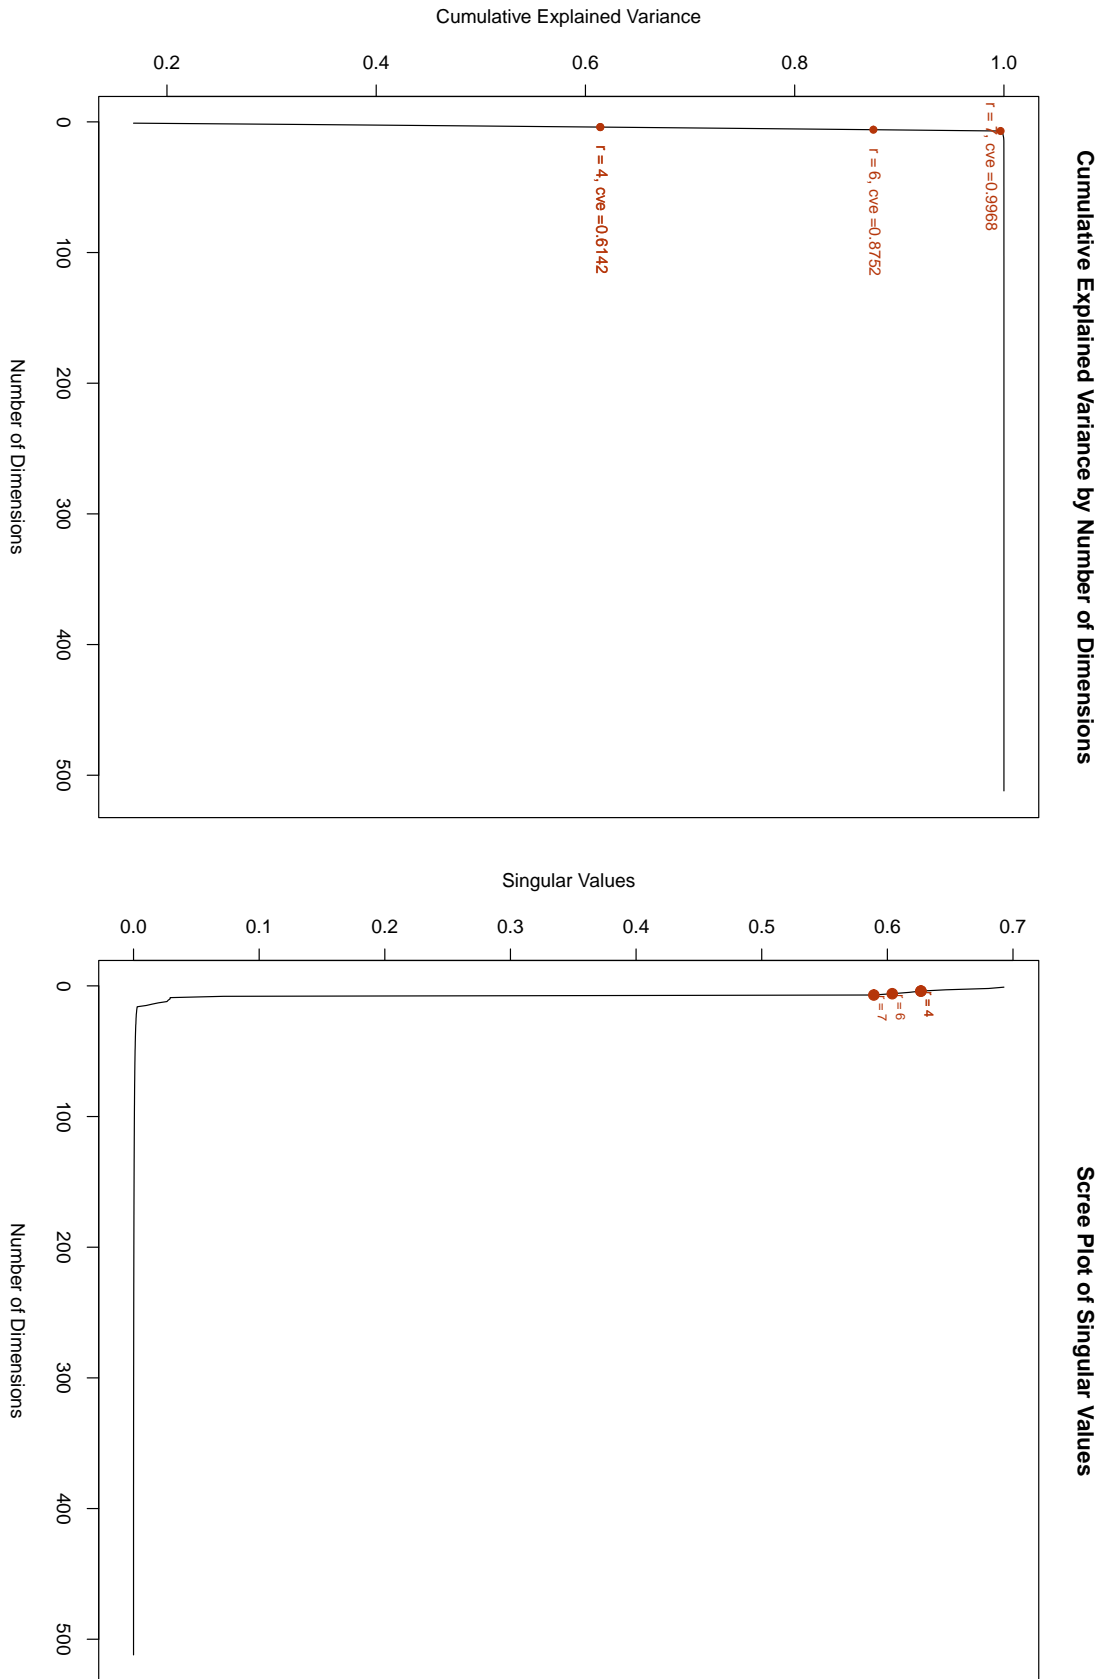 Cumulative Explained Variance by Number of Dimensions
Cumulative Explained Variance
0.2
0.4
0.6
0.8
1.0
r = 4, cve =0.6142
r = 6, cve =0.8752
r = 7, cve =0.9968
0
100
200
300
400
500
Number of Dimensions
Scree Plot of Singular Values
Singular Values
0.0
0.1
0.2
0.3
0.4
0.5
0.6
0.7
r = 4
r = 6
r = 7
0
100
200
300
400
500
Number of Dimensions